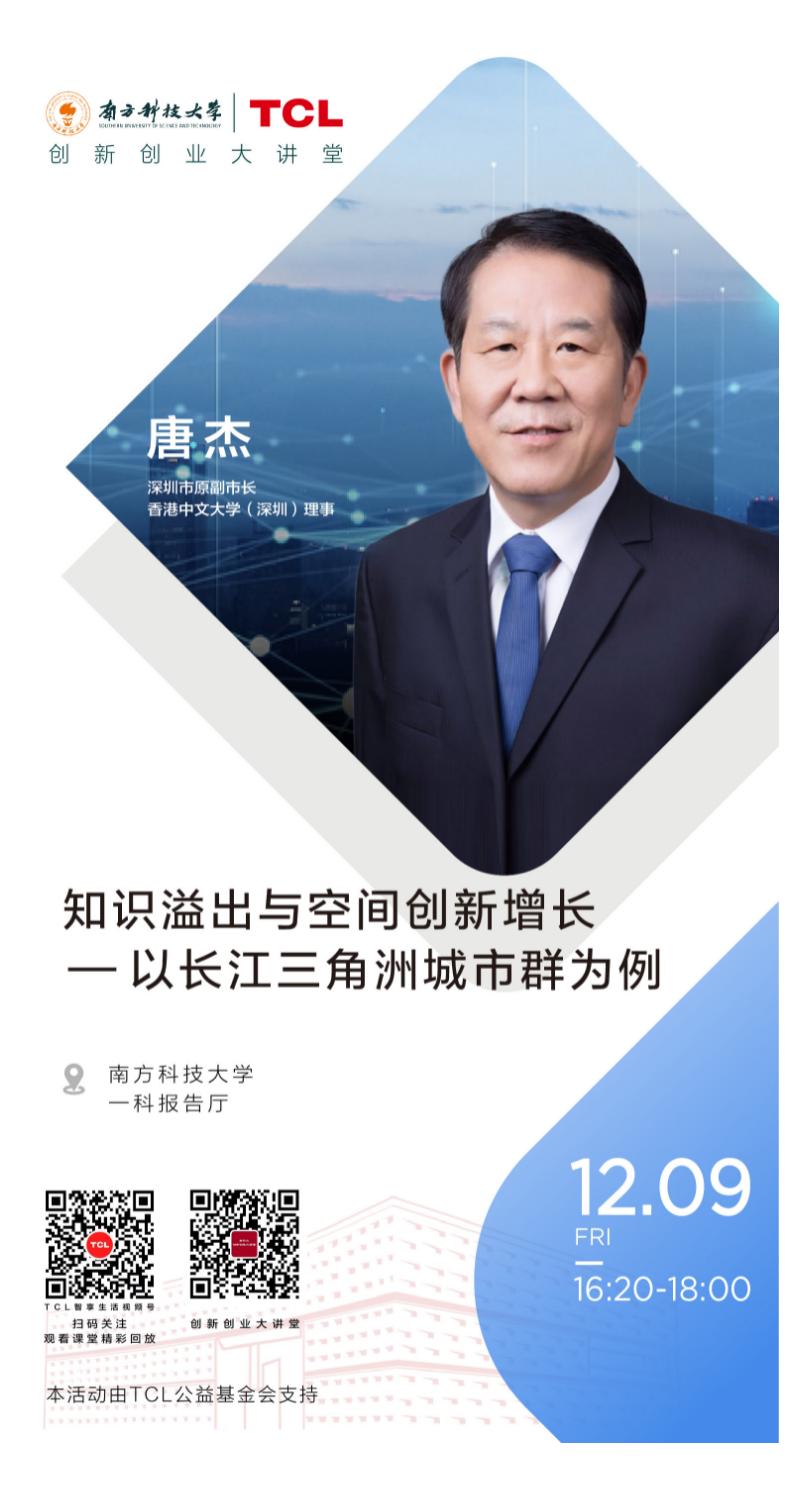 南方科技大学
SOUTHERN UNIVERSITY OF SCIENCE AND TECHNOLOGY
TCL
创新创业大讲堂
唐杰
深圳市原副市长
香港中文大学（深圳）理事
知识溢出与空间创新增长
— 以长江三角洲城市群为例
南方科技大学
一科报告厅
12.09
FRI
16:20-18:00
TCL
TCL智享生活视频号
扫码关注
观看课堂精彩回放
创新创业大讲堂
本活动由TCL公益基金会支持